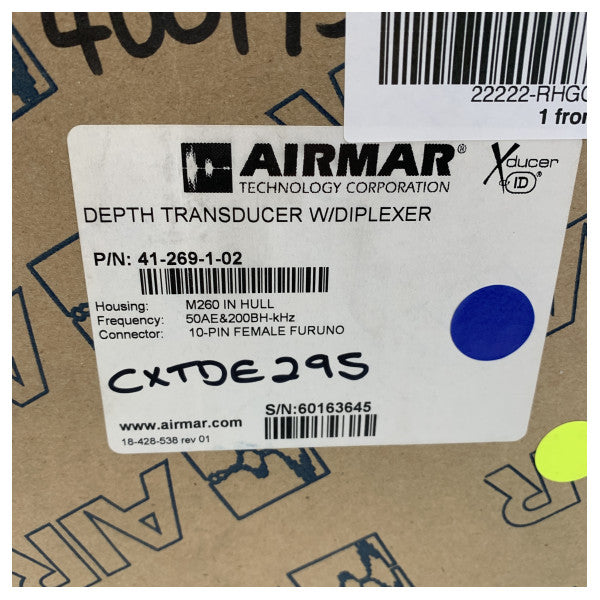 22222-RHGC
1 from
AIRMAR®
TECHNOLOGY CORPORATION
Xducer
ID®
DEPTH TRANSDUCER W/DIPLEXER
P/N: 41-269-1-02
Housing: M260 IN HULL
Frequency: 50AE&200BH-kHz
Connector: 10-PIN FEMALE FURUNO
CXTDE295
S/N:60163645
www.airmar.com
18-428-538 rev 01
AIR
R